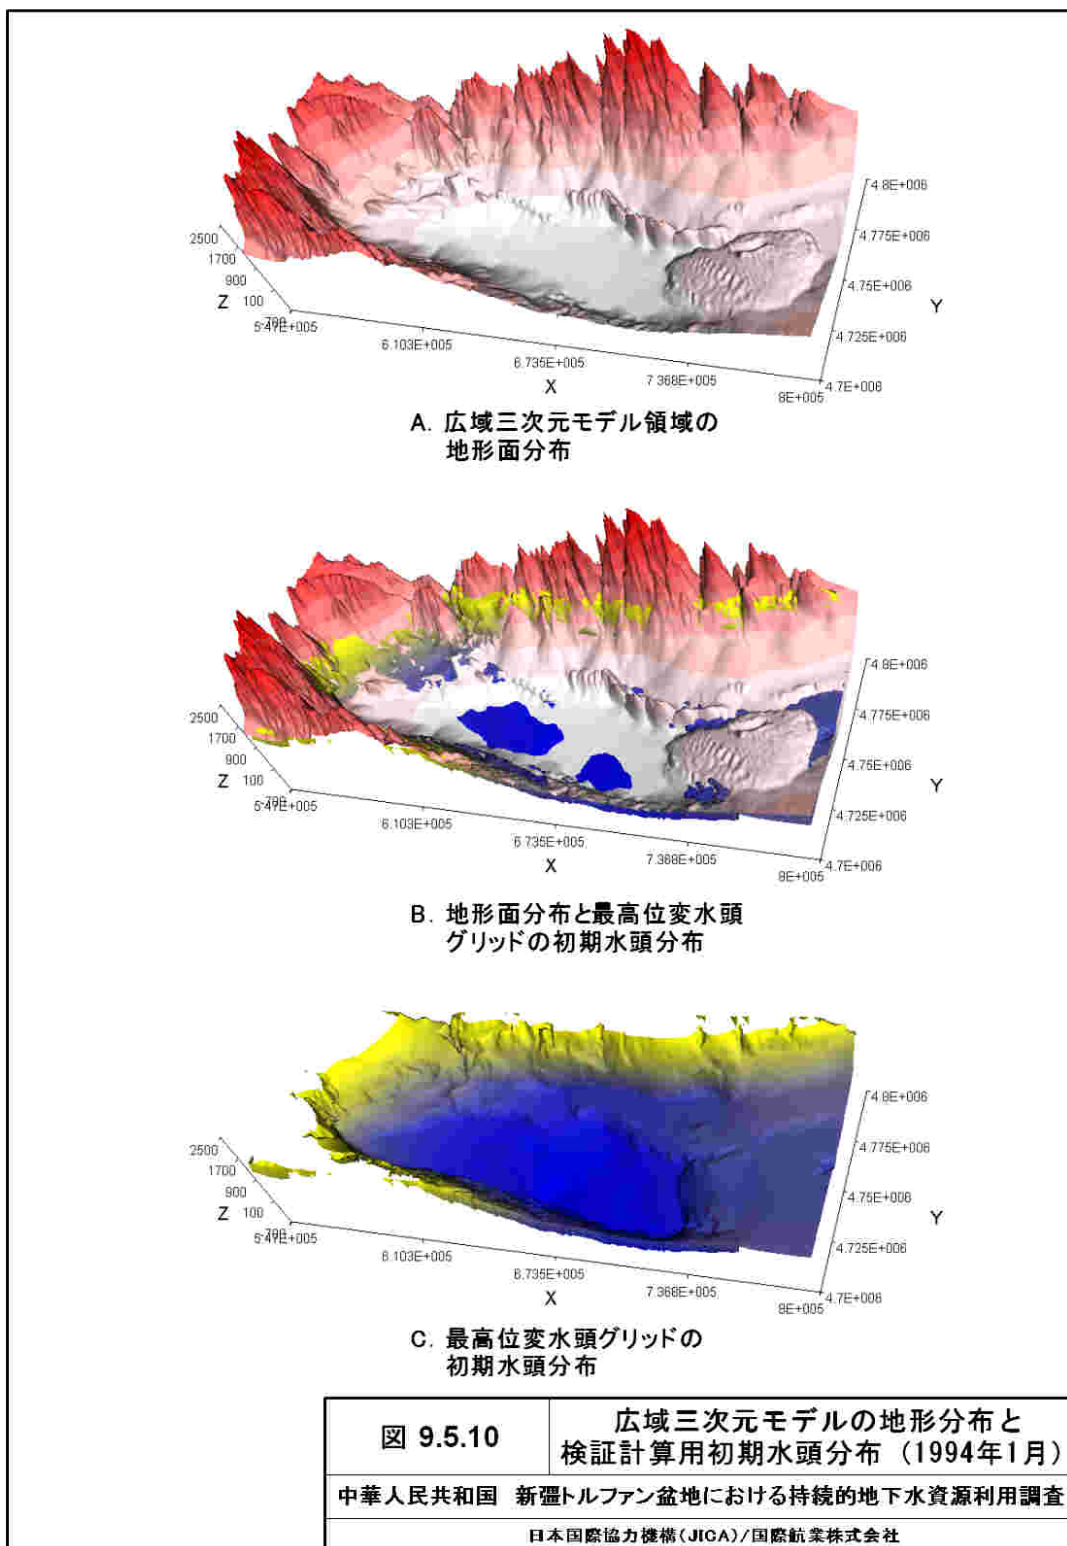 4.8E+006
4.775E+006
4.75E+006
4.725E+006
4.7E+006
Y
2500
1700
900
100
Z
5.47E+005
6.103E+005
6.735E+005
7.368E+005
8E+005
X
A. 広域三次元モデル領域の
地形面分布
4.8E+006
4.775E+006
4.75E+006
4.725E+006
4.7E+006
Y
2500
1700
900
100
Z
5.47E+005
6.103E+005
6.735E+005
7.368E+005
8E+005
X
B. 地形面分布と最高位変水頭
グリッドの初期水頭分布
4.8E+006
4.775E+006
4.75E+006
4.725E+006
4.7E+006
Y
2500
1700
900
100
Z
5.47E+005
6.103E+005
6.735E+005
7.368E+005
8E+005
X
C. 最高位変水頭グリッドの
初期水頭分布
図 9.5.10
広域三次元モデルの地形分布と
検証計算用初期水頭分布（1994年1月）
中華人民共和国 新疆トルファン盆地における持続的地下水資源利用調査
日本国際協力機構(JICA)/国際航業株式会社